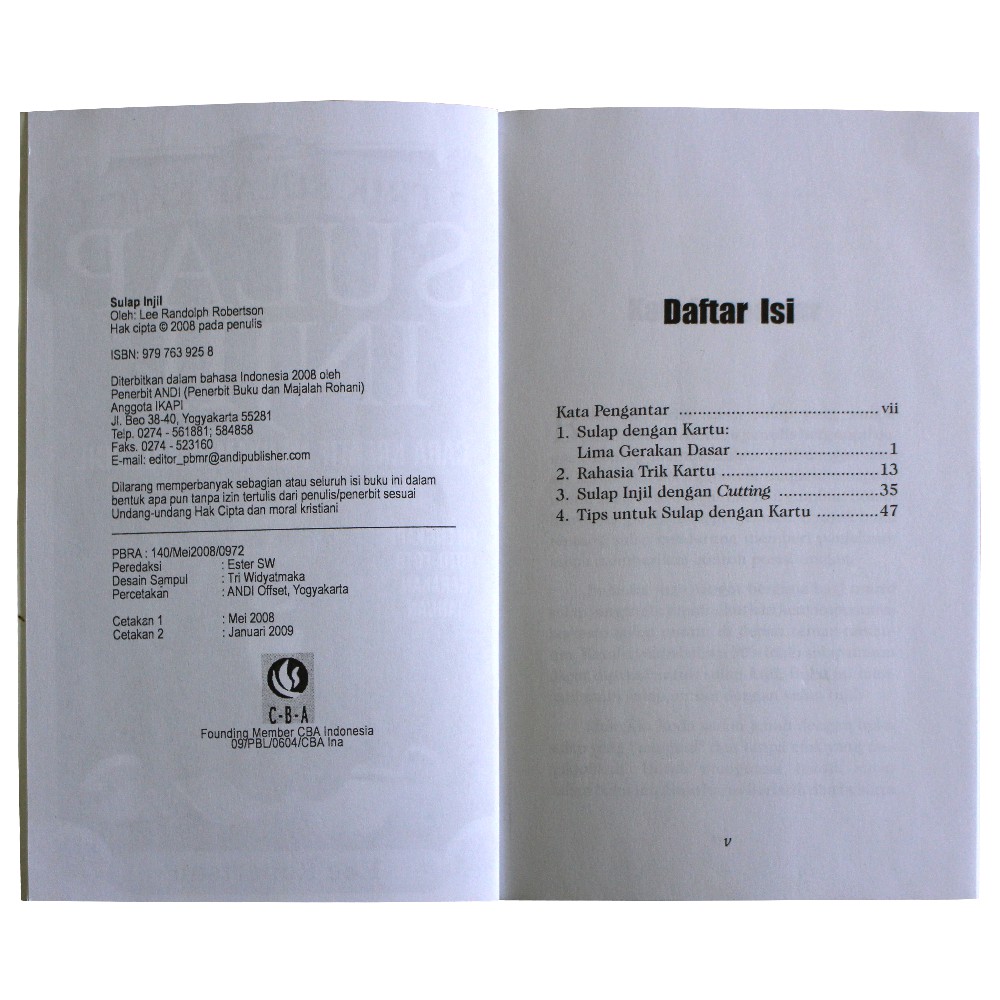 Sulap Injil
Oleh: Lee Randolph Robertson
Hak cipta © 2008 pada penulis
ISBN: 979 763 925 8
Diterbitkan dalam bahasa Indonesia 2008 oleh
Penerbit ANDI (Penerbit Buku dan Majalah Rohani)
Anggota IKAPI
Jl. Beo 38-40, Yogyakarta 55281
Telp. 0274 - 561881; 584858
Faks. 0274 - 523160
E-mail: editor_pbmr@andipublisher.com
Dilarang memperbanyak sebagian atau seluruh isi buku ini dalam
bentuk apa pun tanpa izin tertulis dari penulis/penerbit sesuai
Undang-undang Hak Cipta dan moral kristiani
PBRA : 140/Mei2008/0972
Peredaksi : Ester SW
Desain Sampul : Tri Widyatmaka
Percetakan : ANDI Offset, Yogyakarta
Cetakan 1 : Mei 2008
Cetakan 2 : Januari 2009
C-B-A
Founding Member CBA Indonesia
09/PBL/0604/CBA Ina
Daftar Isi
Kata Pengantar .......................................... vii
1. Sulap dengan Kartu:
Lima Gerakan Dasar ................................ 1
2. Rahasia Trik Kartu ..................................13
3. Sulap Injil dengan Cutting .....................35
4. Tips untuk Sulap dengan Kartu .............47
v